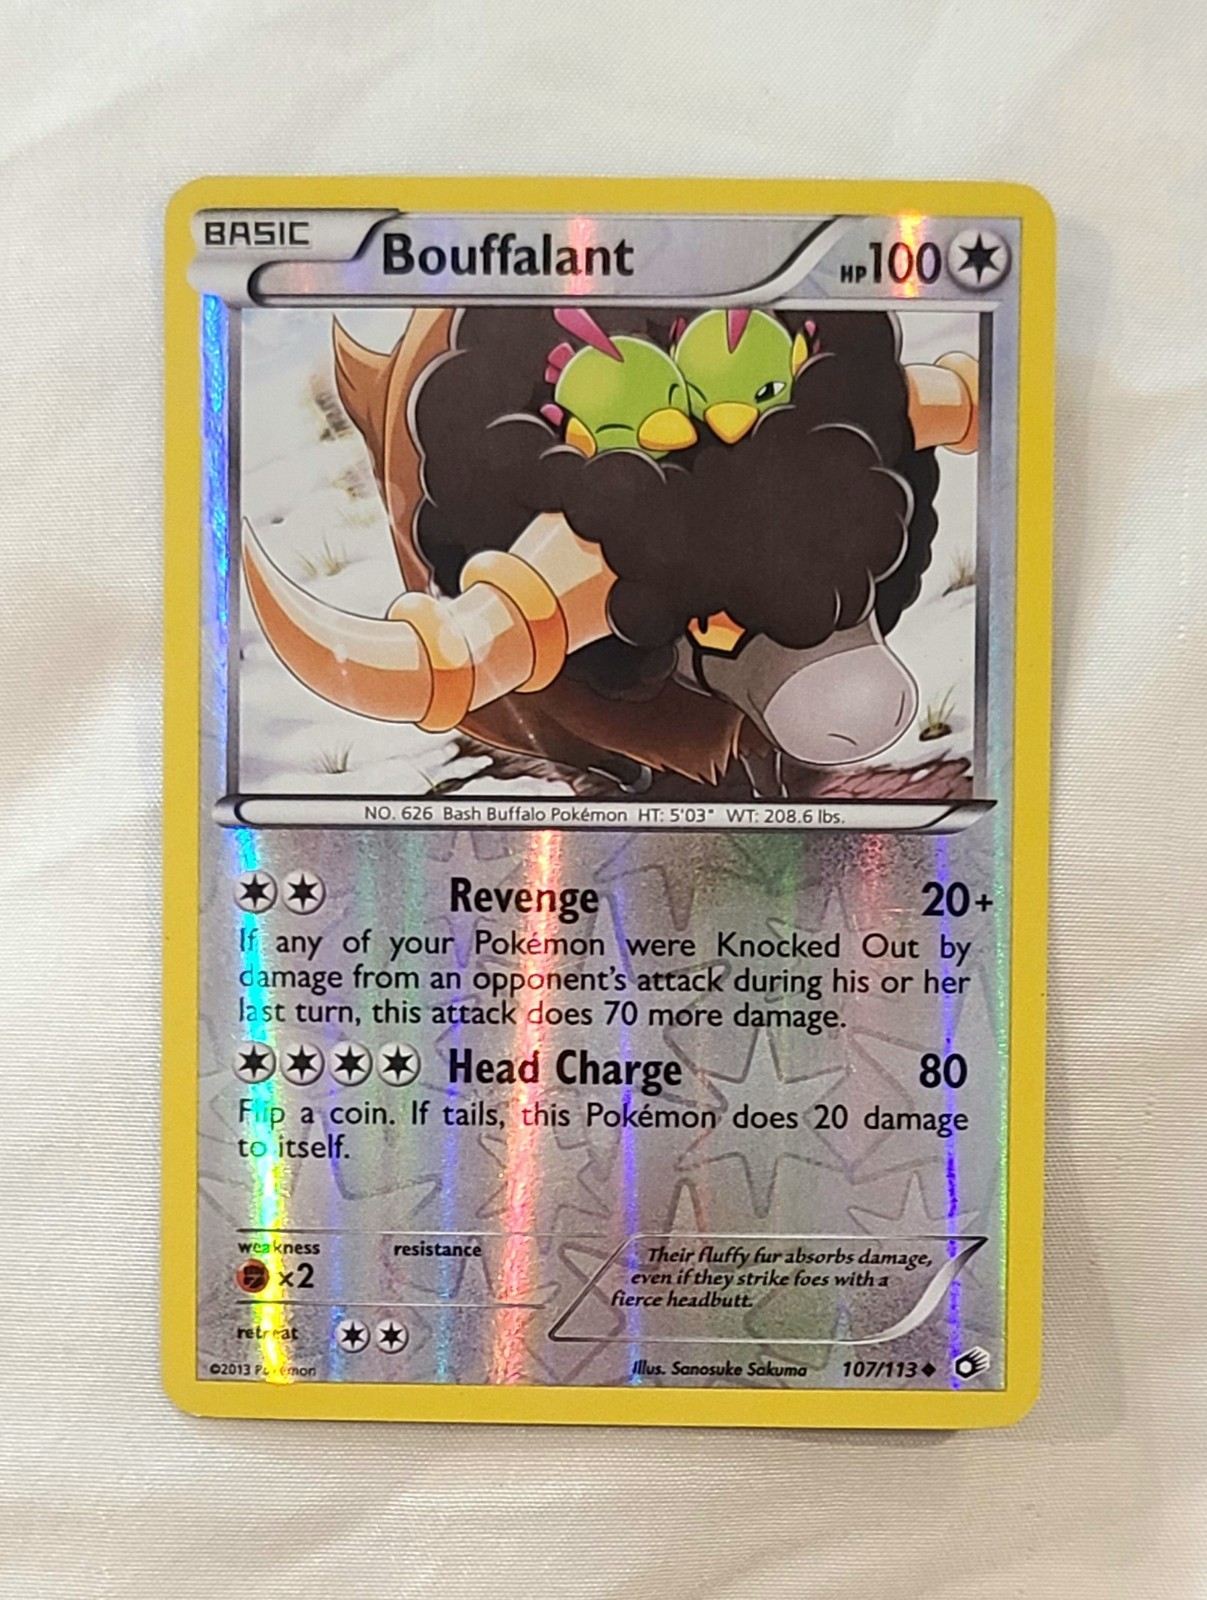 BASIC Bouffalant HP100
NO. 626 Bash Buffalo Pokémon HT: 5'03" WT: 208.6 lbs.
Revenge 20+
If any of your Pokémon were Knocked Out by
damage from an opponent's attack during his or her
last turn, this attack does 70 more damage.
Head Charge 80
Flip a coin. If tails, this Pokémon does 20 damage
to itself.
weakness resistance
x2
Their fluffy fur absorbs damage,
even if they strike foes with a
fierce headbutt.
retreat
©2013 Pokémon Illus. Sanosuke Sakuma 107/113